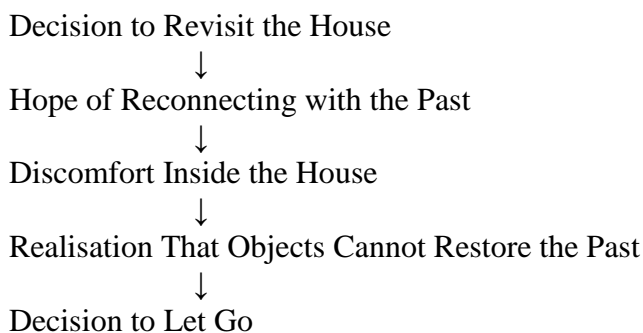 Decision to Revisit the House
↓
Hope of Reconnecting with the Past
↓
Discomfort Inside the House
↓
Realisation That Objects Cannot Restore the Past
↓
Decision to Let Go